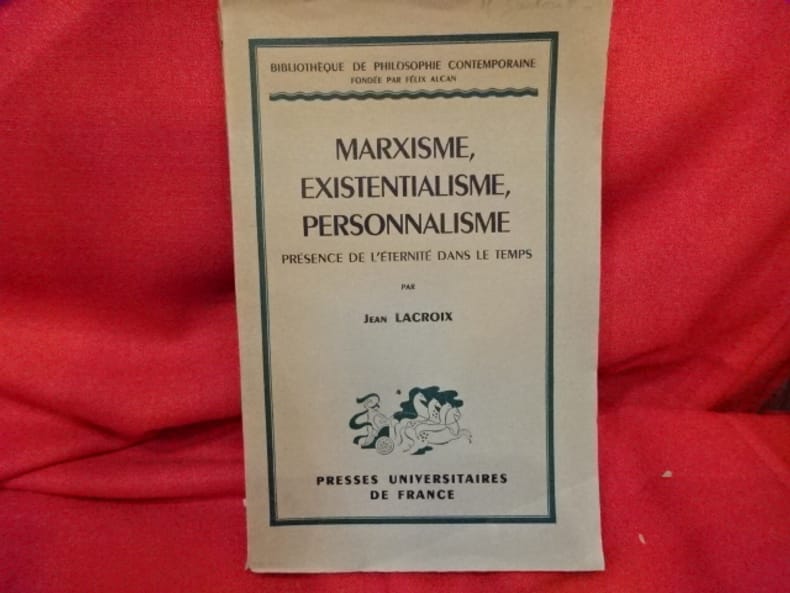 BIBLIOTHÈQUE DE PHILOSOPHIE CONTEMPORAINE
FONDÉE PAR FÉLIX ALCAN
MARXISME,
EXISTENTIALISME,
PERSONNALISME
PRÉSENCE DE L'ÉTERNITÉ DANS LE TEMPS
PAR
JEAN LACROIX
PRESSES UNIVERSITAIRES
DE FRANCE